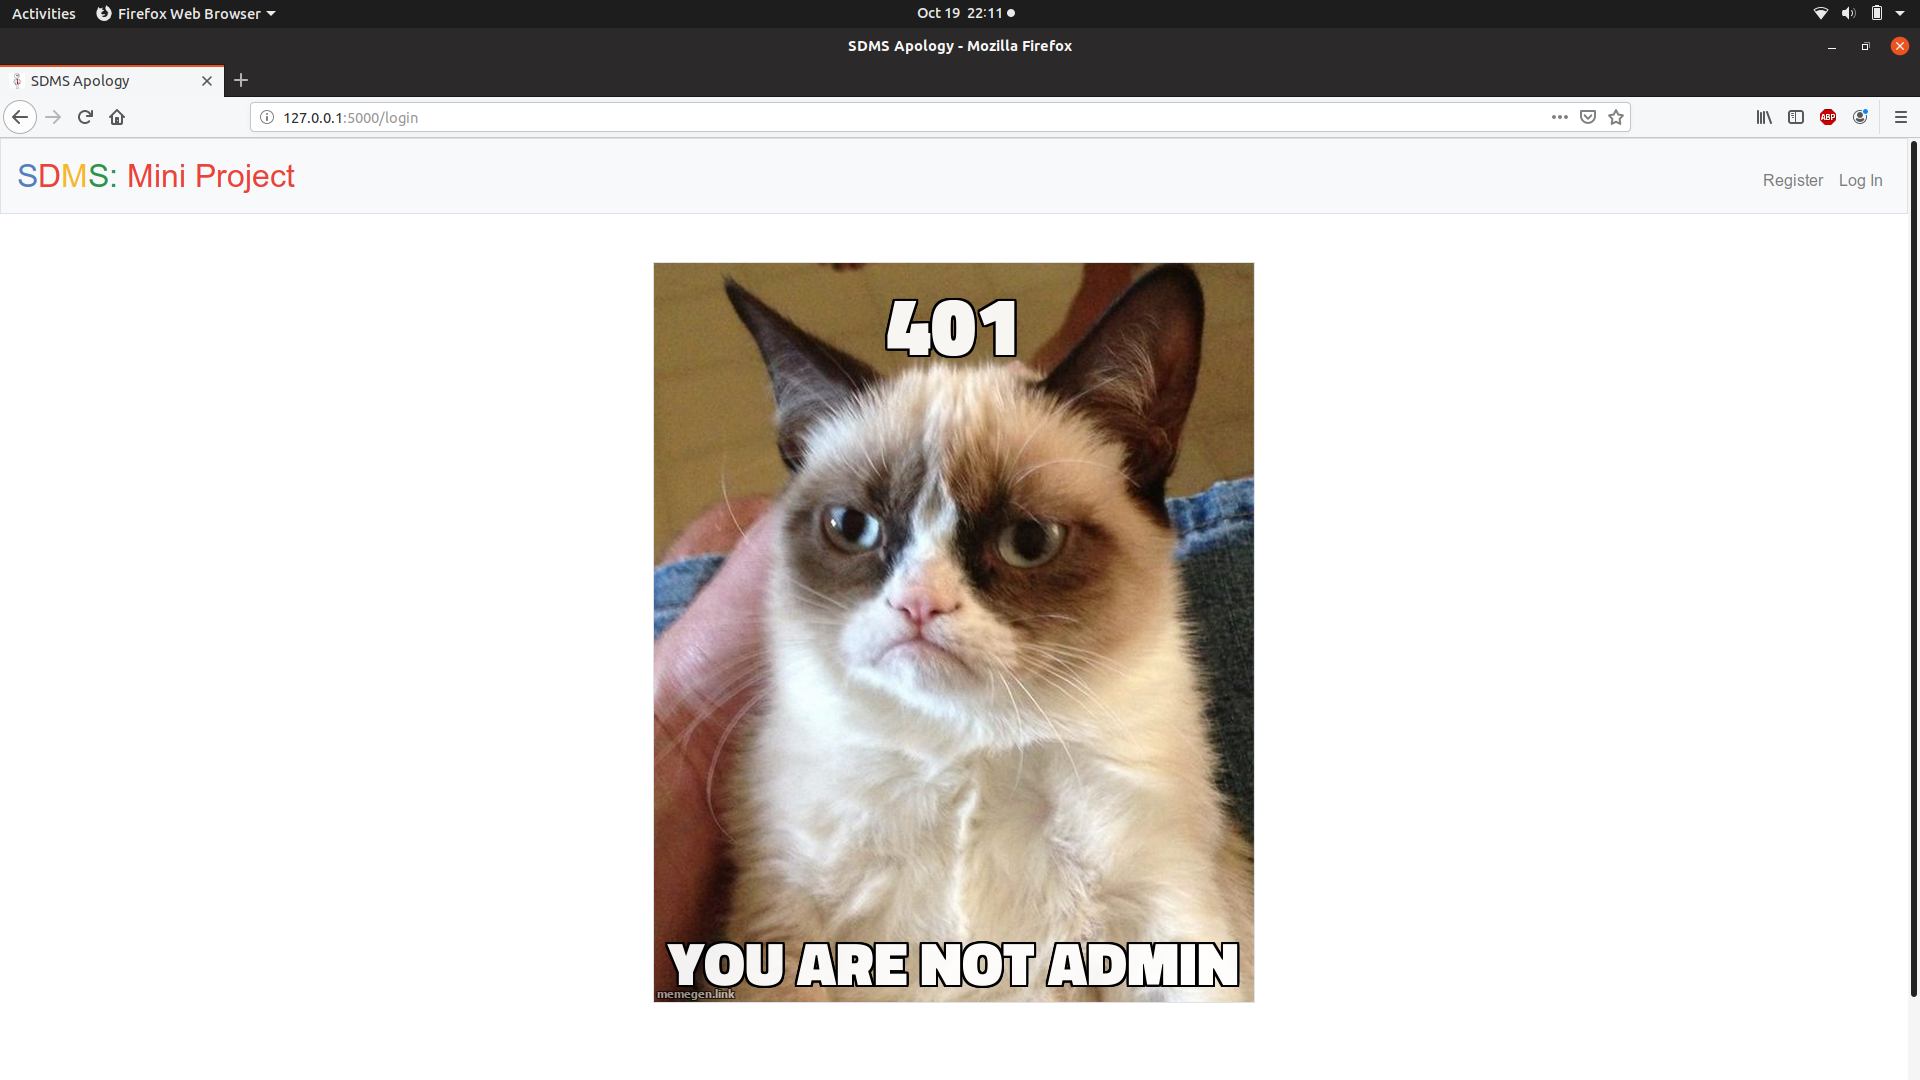 Activities Firefox Web Browser Oct 19 22:11
SDMS Apology - Mozilla Firefox
SDMS Apology
127.0.0.1:5000/login ABP
SDMS: Mini Project Register Log In
401
YOU ARE NOT ADMIN
memegen.link